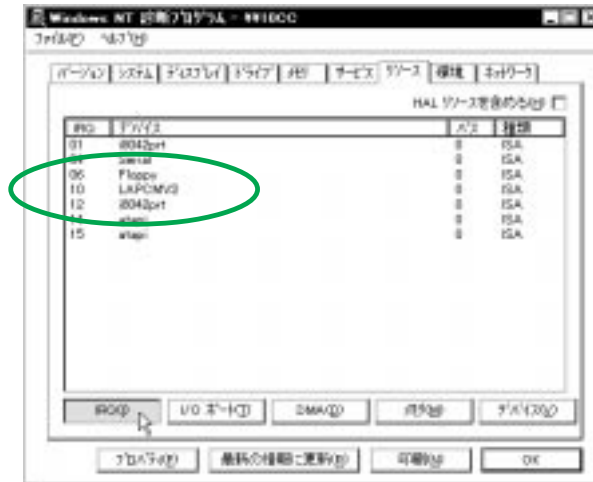 Windows NT 診断プログラム - ¥¥10CC
ファイル(F) ヘルプ(H)
バージョン システム ディスプレイ ドライブ メモリ サービス リソース 環境 ネットワーク
HAL リソースを含める(H)
IRQ デバイス バス 種類
01 i8042prt 0 ISA
04 Serial 0 ISA
06 Floppy 0 ISA
10 0 ISA
12 i8042prt 0 ISA
14 atapi 0 ISA
15 atapi 0 ISA
IRQ(I) I/O ポート(T) DMA(D) メモリ(M) デバイス(V)
プロパティ(P) 最新の情報に更新(R) 印刷(N) OK